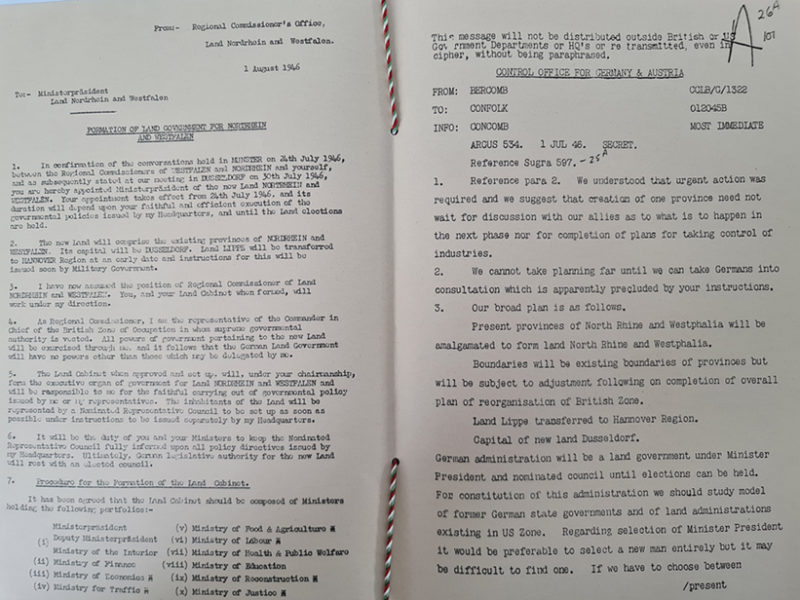 From:- Regional Commissioner's Office,
Land Nordrhein and Westfalen.
1 August 1946
To:- Ministerpräsident
Land Nordrhein and Westfalen
FORMATION OF LAND GOVERNMENT FOR NORDRHEIN
AND WESTFALEN
1. In confirmation of the conversations held in MUNSTER on 24th July 1946,
between the Regional Commissioners of WESTFALEN and NORDRHEIN and yourself,
and as subsequently stated at our meeting in DUSSELDORF on 30th July 1946,
you are hereby appointed Ministerpräsident of the new Land NORDRHEIN and
WESTFALEN. Your appointment takes effect from 24th July 1946, and its
duration will depend upon your faithful and efficient execution of the
governmental policies issued by my Headquarters, and until the Land elections
are held.
2. The new Land will comprise the existing provinces of NORDRHEIN and
WESTFALEN. Its capital will be DUSSELDORF. Land LIPPE will be transferred
to HANNOVER Region at an early date and instructions for this will be
issued soon by Military Government.
3. I have now assumed the position of Regional Commissioner of Land
NORDRHEIN and WESTFALEN. You, and your Land Cabinet when formed, will
work under my direction.
4. As Regional Commissioner, I am the representative of the Commander in
Chief of the British Zone of Occupation in whom supreme governmental
authority is vested. All powers of government pertaining to the new Land
will be exercised through me, and it follows that the German Land Government
will have no powers other than those which may be delegated by me.
5. The Land Cabinet when approved and set up, will, under your chairmanship,
form the executive organ of government for Land NORDRHEIN and WESTFALEN and
will be responsible to me for the faithful carrying out of governmental policy
issued by me or my representatives. The inhabitants of the Land will be
represented by a Nominated Representative Council to be set up as soon as
possible under instructions to be issued separately by my Headquarters.
6. It will be the duty of you and your Ministers to keep the Nominated
Representative Council fully informed upon all policy directives issued by
my Headquarters. Ultimately, German legislative authority for the new Land
will rest with an elected council.
7. Procedure for the Formation of the Land Cabinet.
It has been agreed that the Land Cabinet should be composed of Ministers
holding the following portfolios:-
Ministerpräsident
(i) Deputy Ministerpräsident
Ministry of the Interior
(ii) Ministry of Finance
(iii) Ministry of Economics *
(iv) Ministry for Traffic *
(v) Ministry of Food & Agriculture *
(vi) Ministry of Labour *
(vii) Ministry of Health & Public Welfare
(viii) Ministry of Education
(ix) Ministry of Reconstruction *
(x) Ministry of Justice *
A
26A
107
This message will not be distributed outside British or US
Government Departments or HQ's or re transmitted, even in
cipher, without being paraphrased.
CONTROL OFFICE FOR GERMANY & AUSTRIA
FROM: BERCOMB CCLB/G/1322
TO: CONFOLK 012045B
INFO: CONCOMB MOST IMMEDIATE
ARGUS 534. 1 JUL 46. SECRET.
Reference Sugra 597. - 25A
1. Reference para 2. We understood that urgent action was
required and we suggest that creation of one province need not
wait for discussion with our allies as to what is to happen in
the next phase nor for completion of plans for taking control of
industries.
2. We cannot take planning far until we can take Germans into
consultation which is apparently precluded by your instructions.
3. Our broad plan is as follows.
Present provinces of North Rhine and Westphalia will be
amalgamated to form land North Rhine and Westphalia.
Boundaries will be existing boundaries of provinces but
will be subject to adjustment following on completion of overall
plan of reorganisation of British Zone.
Land Lippe transferred to Hannover Region.
Capital of new land Dusseldorf.
German administration will be a land government under Minister
President and nominated council until elections can be held.
For constitution of this administration we should study model
of former German state governments and of land administrations
existing in US Zone. Regarding selection of Minister President
it would be preferable to select a new man entirely but it may
be difficult to find one. If we have to choose between
/present